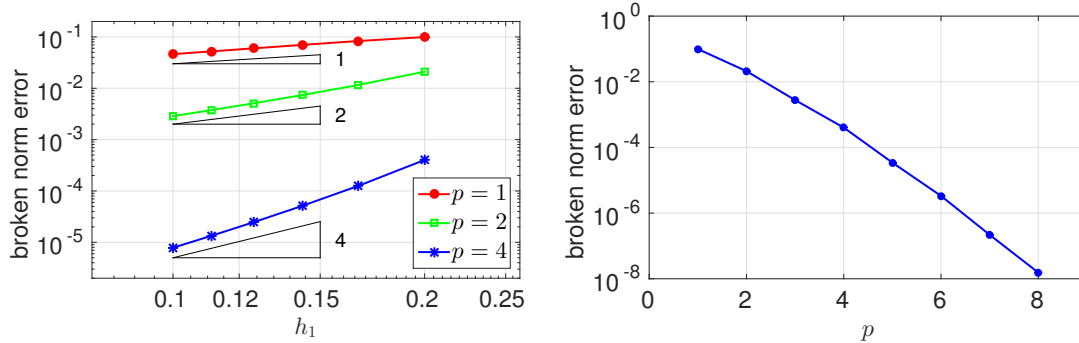 broken norm error
10^-1
10^-2
10^-3
10^-4
10^-5
1
2
4
p = 1
p = 2
p = 4
0.1 0.12 0.15 0.2 0.25
h_1
broken norm error
10^0
10^-2
10^-4
10^-6
10^-8
0 2 4 6 8
p